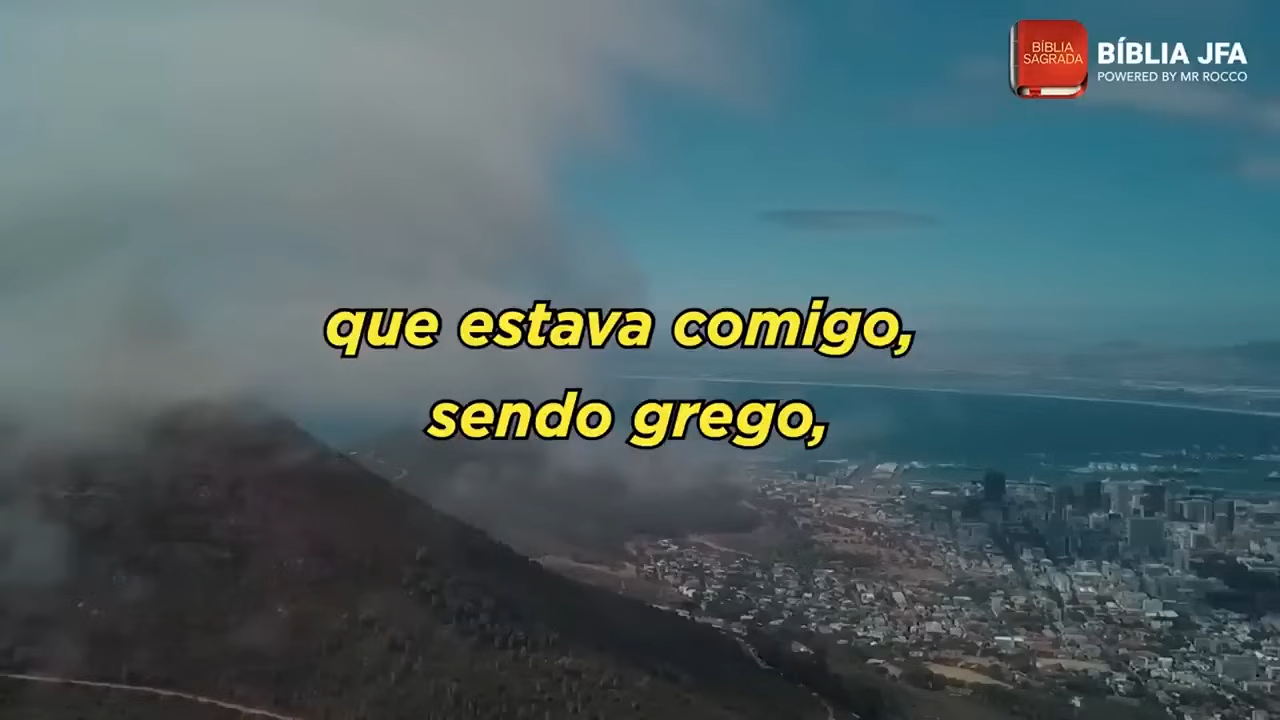 BÍBLIA
SAGRADA
BÍBLIA JFA
POWERED BY MR ROCCO
que estava comigo,
sendo grego,